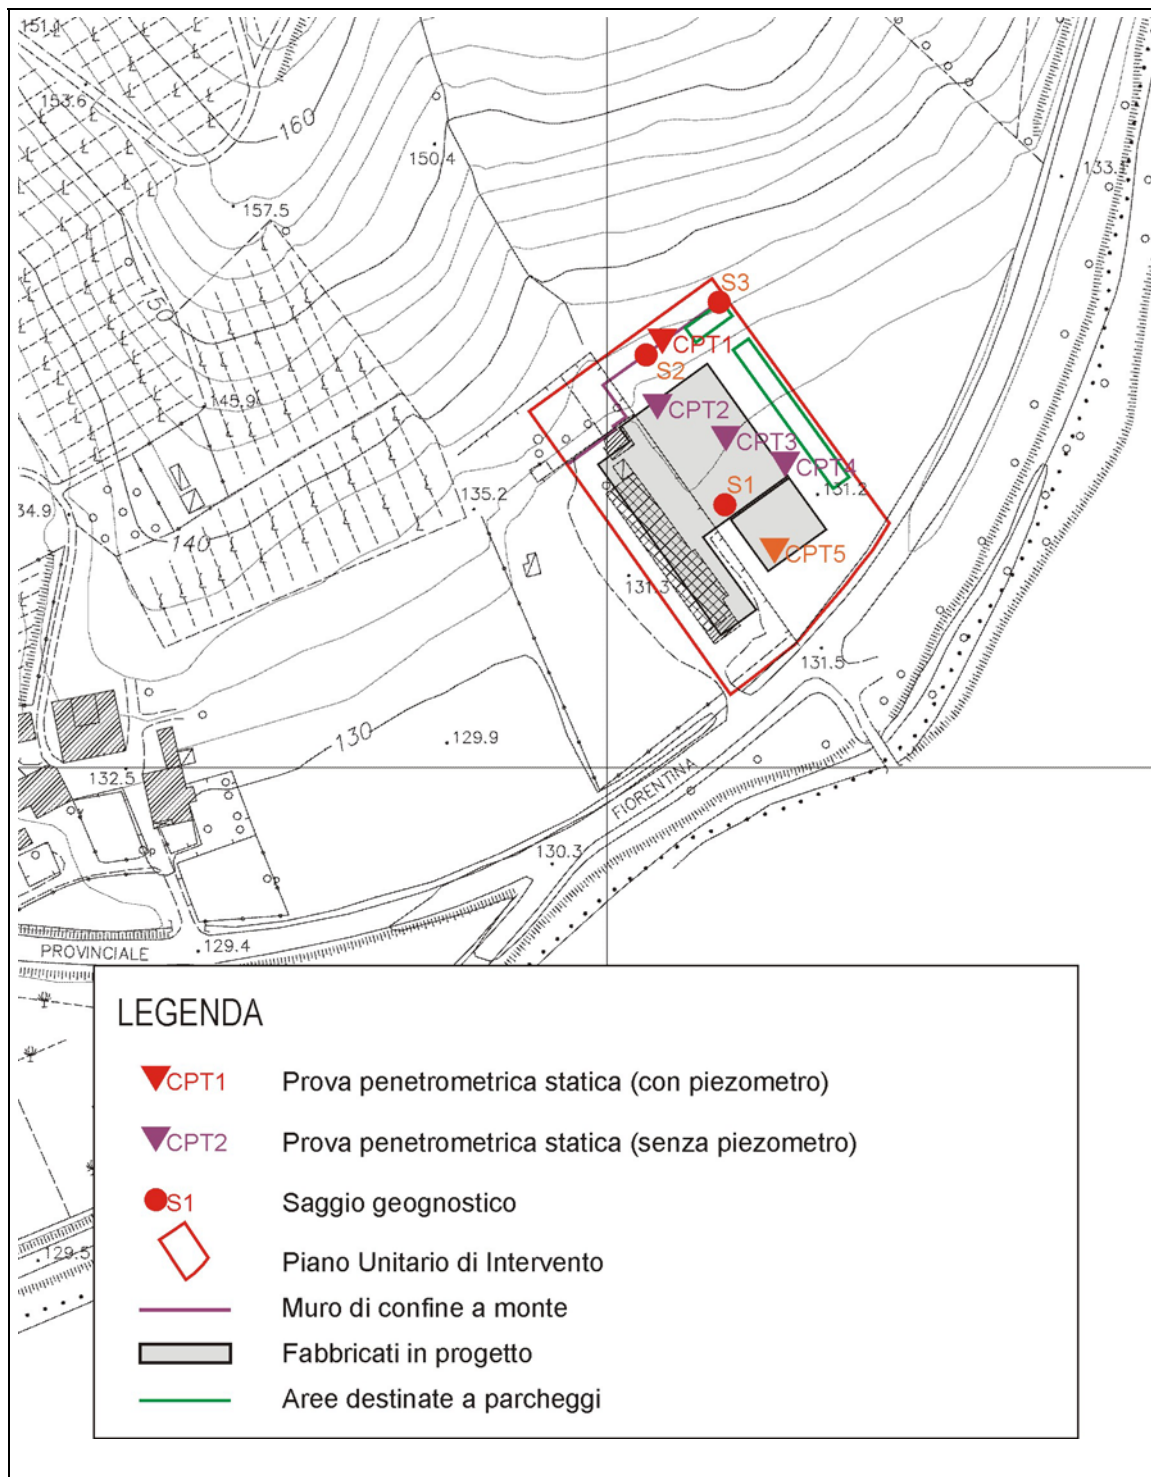 151.1
153.6
160
150.4
133.
157.5
150
S3
CPT1
S2
145.9
CPT2
CPT3
CPT4
135.2
131.2
S1
34.9
140
CPT5
131.3
131.5
130
129.9
132.5
FIORENTINA
130.3
129.4
PROVINCIALE
129.5
LEGENDA
CPT1 Prova penetrometrica statica (con piezometro)
CPT2 Prova penetrometrica statica (senza piezometro)
S1 Saggio geognostico
Piano Unitario di Intervento
Muro di confine a monte
Fabbricati in progetto
Aree destinate a parcheggi